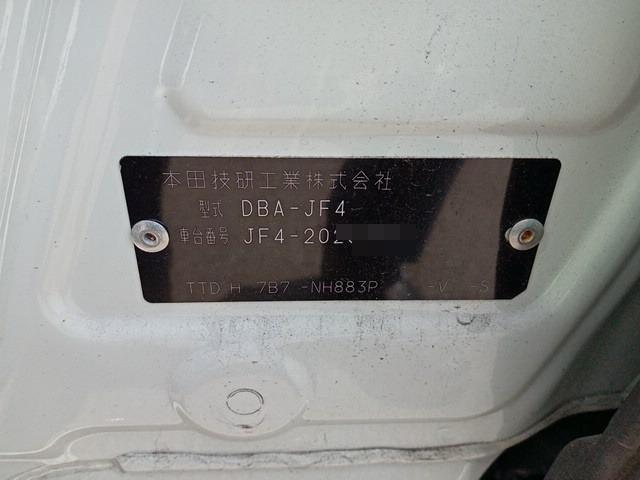 本田技研工業株式会社
型式 DBA-JF4
車台番号 JF4-202
TTD H 7B7 -NH883P -V -S